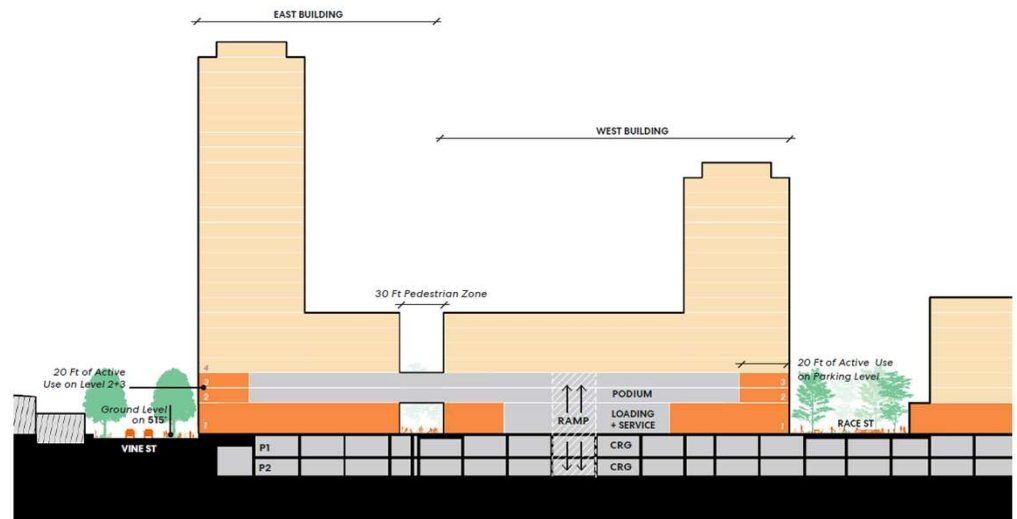 EAST BUILDING
WEST BUILDING
30 Ft Pedestrian Zone
20 Ft of Active
Use on Level 2+3
20 Ft of Active Use
on Parking Level
4
3
2
1
3
2
1
PODIUM
LOADING
+ SERVICE
RAMP
Ground Level
on 515'
VINE ST
RACE ST
P1
CRG
P2
CRG